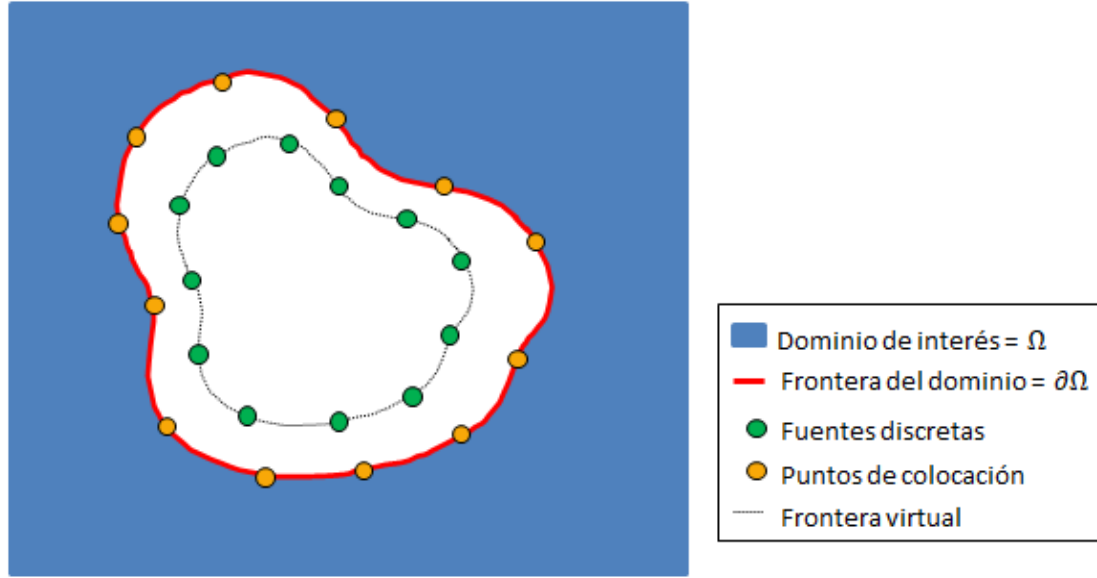 Dominio de interés = Ω
Frontera del dominio = ∂Ω
Fuentes discretas
Puntos de colocación
Frontera virtual